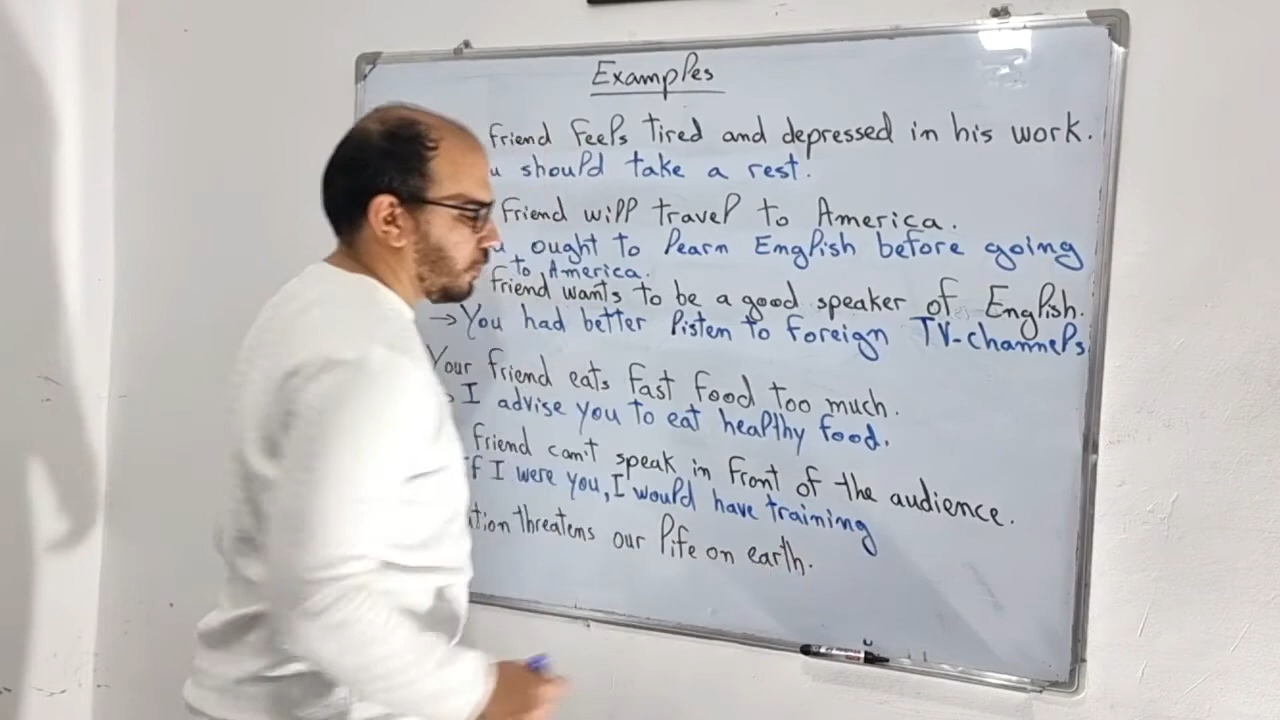 Examples
friend feels tired and depressed in his work.
should take a rest.
friend will travel to America.
ought to learn English before going
to America.
friend wants to be a good speaker of English.
→ You had better listen to foreign TV-channels
Your friend eats fast food too much.
I advise you to eat healthy food.
friend can't speak in front of the audience.
If I were you, I would have training
threatens our life on earth.